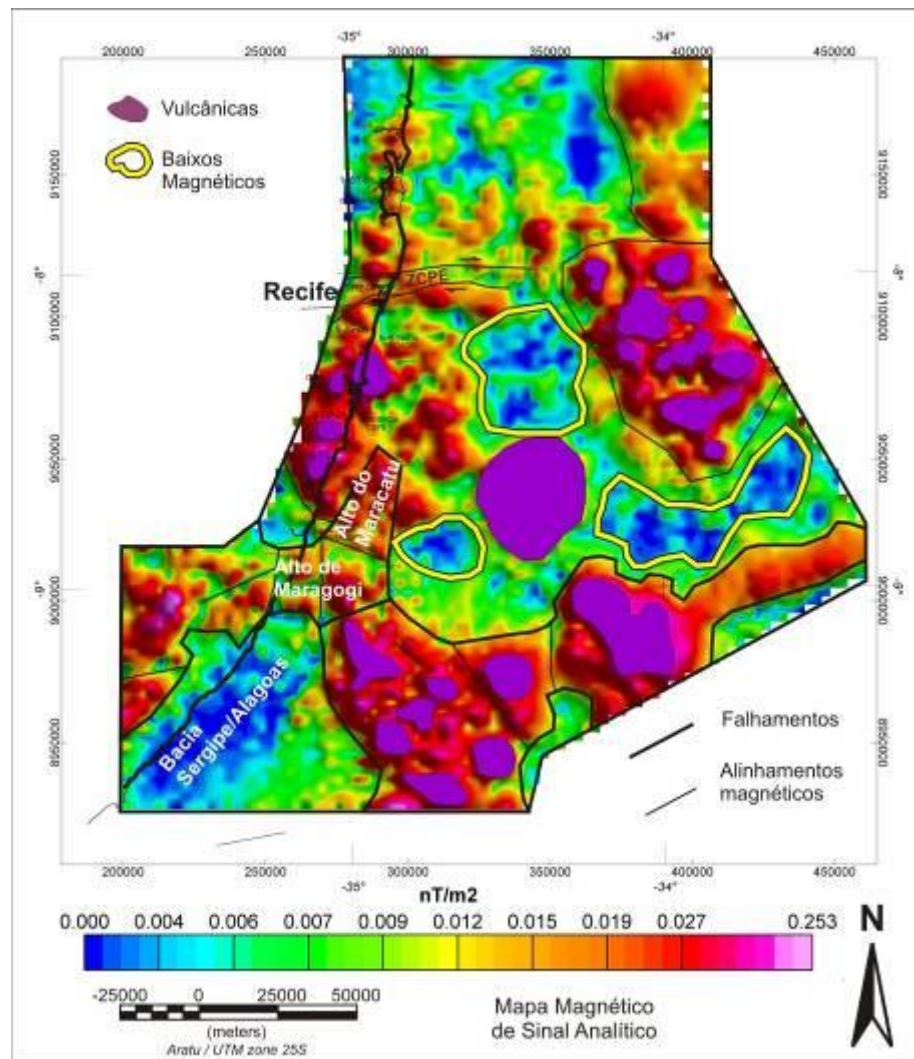 -35°
-34°
200000
250000
300000
350000
400000
450000
Vulcânicas
Baixos
Magnéticos
9150000
9150000
-8°
-8°
ZCPE
Recife
9100000
9100000
9050000
9050000
Alto do
Maracatu
Alto de
Maragogi
-9°
-9°
9000000
9000000
Bacia
Sergipe/Alagoas
8950000
8950000
Falhamentos
Alinhamentos
magnéticos
200000
250000
300000
350000
400000
450000
-35°
-34°
nT/m2
0.000
0.004
0.006
0.007
0.009
0.012
0.015
0.019
0.027
0.253
N
-25000
0
25000
50000
(meters)
Aratu / UTM zone 25S
Mapa Magnético
de Sinal Analítico